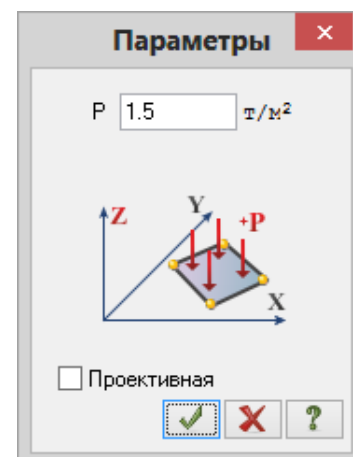 Параметры
P 1.5 т/м²
Z
Y
+P
X
Проективная